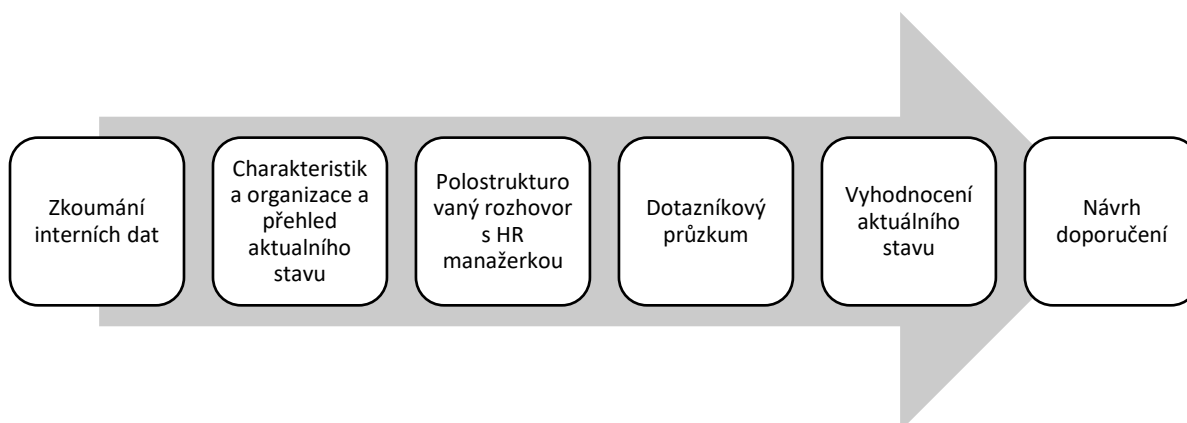 Zkoumání
interních dat
Charakteristik
a organizace a
přehled
aktualního
stavu
Polostrukturo
vaný rozhovor
s HR
manažerkou
Dotazníkový
průzkum
Vyhodnocení
aktuálního
stavu
Návrh
doporučení